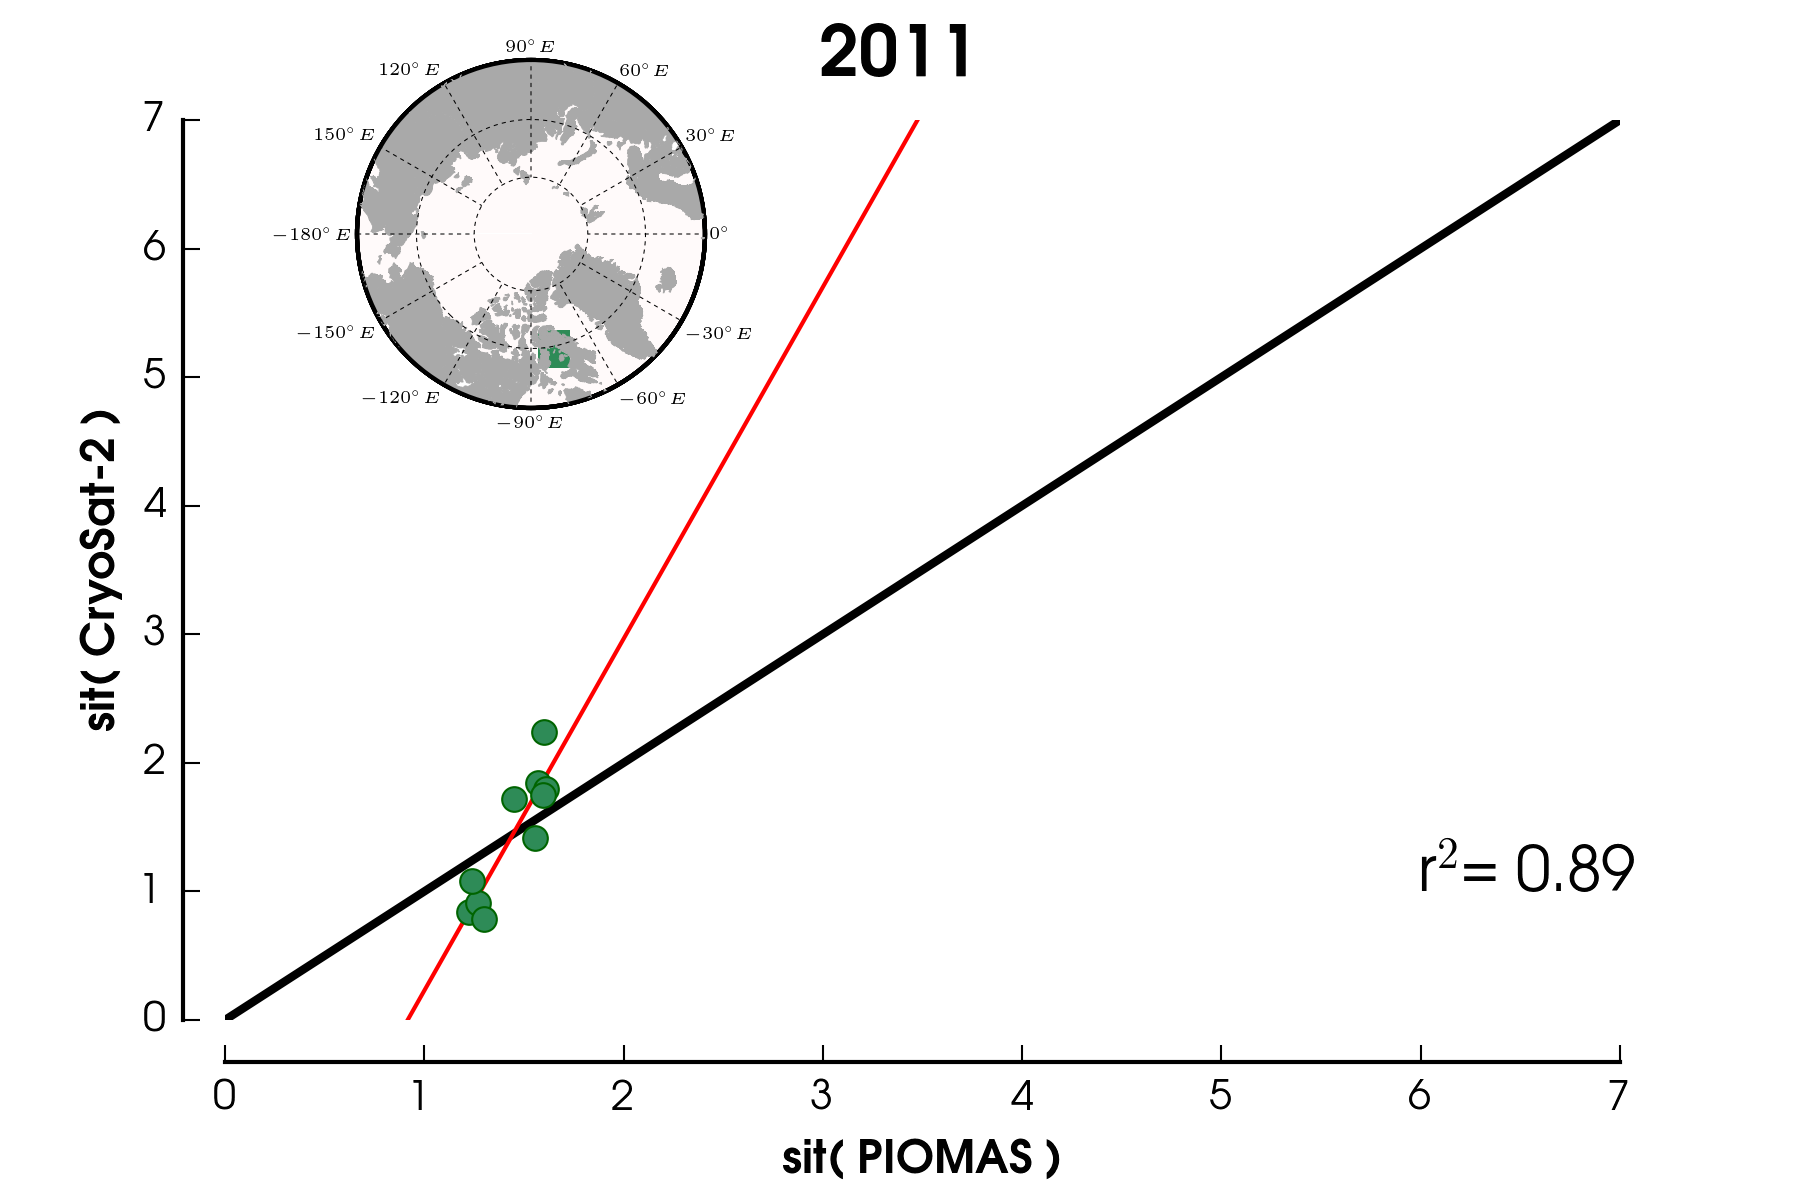 2011
90° E
120° E
60° E
150° E
30° E
−180° E
0°
−150° E
−30° E
−120° E
−60° E
−90° E
7
6
5
4
3
2
1
0
sit( CryoSat-2 )
r²= 0.89
0 1 2 3 4 5 6 7
sit( PIOMAS )